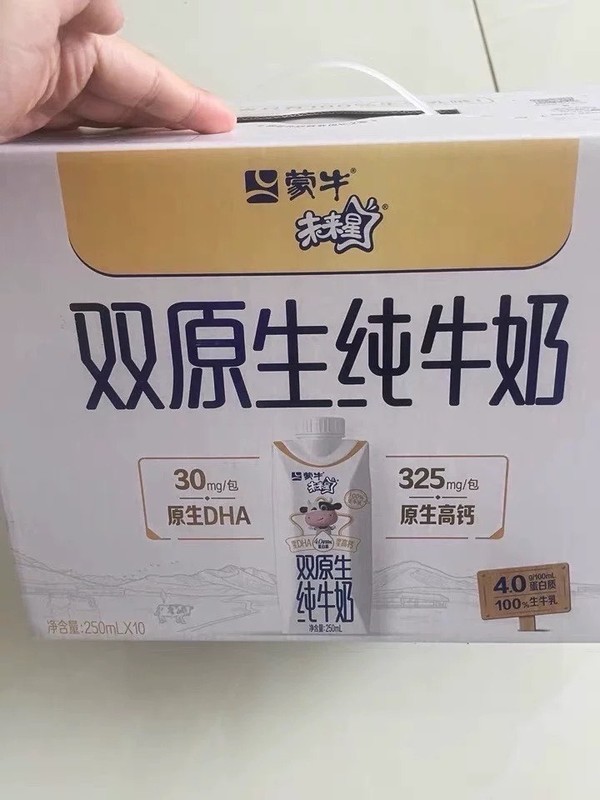 蒙牛®
未来星®
双原生纯牛奶
30mg/包
原生DHA
325mg/包
原生高钙
蒙牛
未来星
双原生
纯牛奶
净含量:250mL
4.0g/100mL
蛋白质
100%生牛乳
净含量:250mLX10